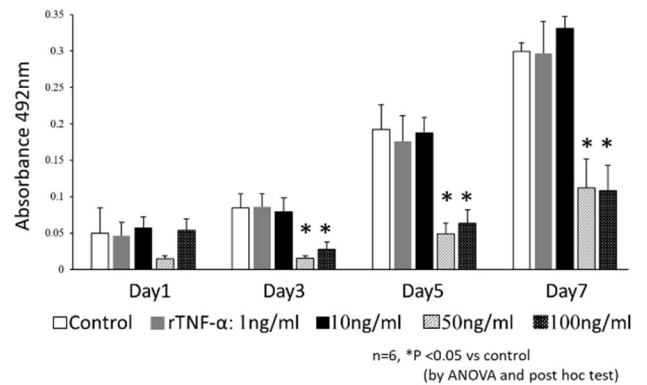 0.35
0.3
0.25
0.2
0.15
0.1
0.05
0
Absorbance 492nm
* *
* *
* *
Day1 Day3 Day5 Day7
Control rTNF-α: 1ng/ml 10ng/ml 50ng/ml 100ng/ml
n=6, *P <0.05 vs control
(by ANOVA and post hoc test)